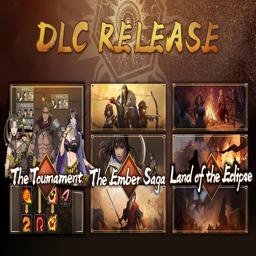 DLC RELEASE
The Tournament
The Ember Saga
Land of the Eclipse